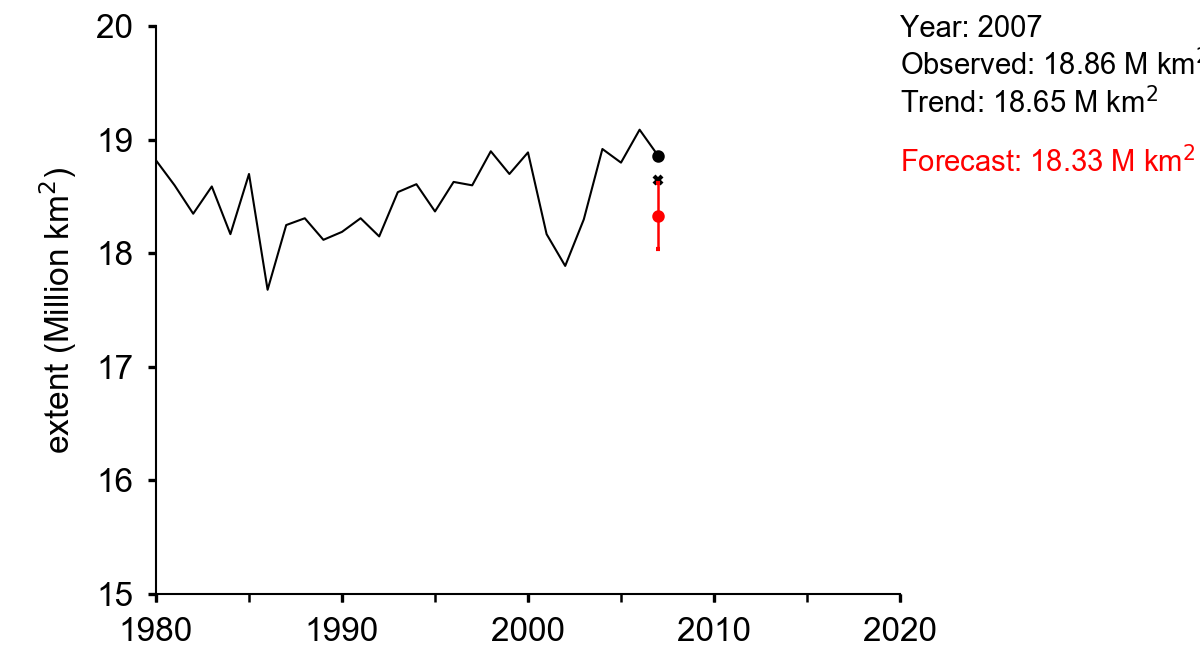 20
19
18
17
16
15
extent (Million km²)
1980
1990
2000
2010
2020
Year: 2007
Observed: 18.86 M km²
Trend: 18.65 M km²
Forecast: 18.33 M km²